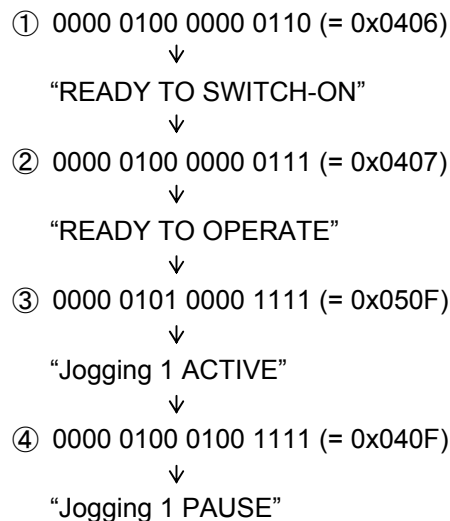 ① 0000 0100 0000 0110 (= 0x0406)
↓
“READY TO SWITCH-ON”
↓
② 0000 0100 0000 0111 (= 0x0407)
↓
“READY TO OPERATE”
↓
③ 0000 0101 0000 1111 (= 0x050F)
↓
“Jogging 1 ACTIVE”
↓
④ 0000 0100 0100 1111 (= 0x040F)
↓
“Jogging 1 PAUSE”